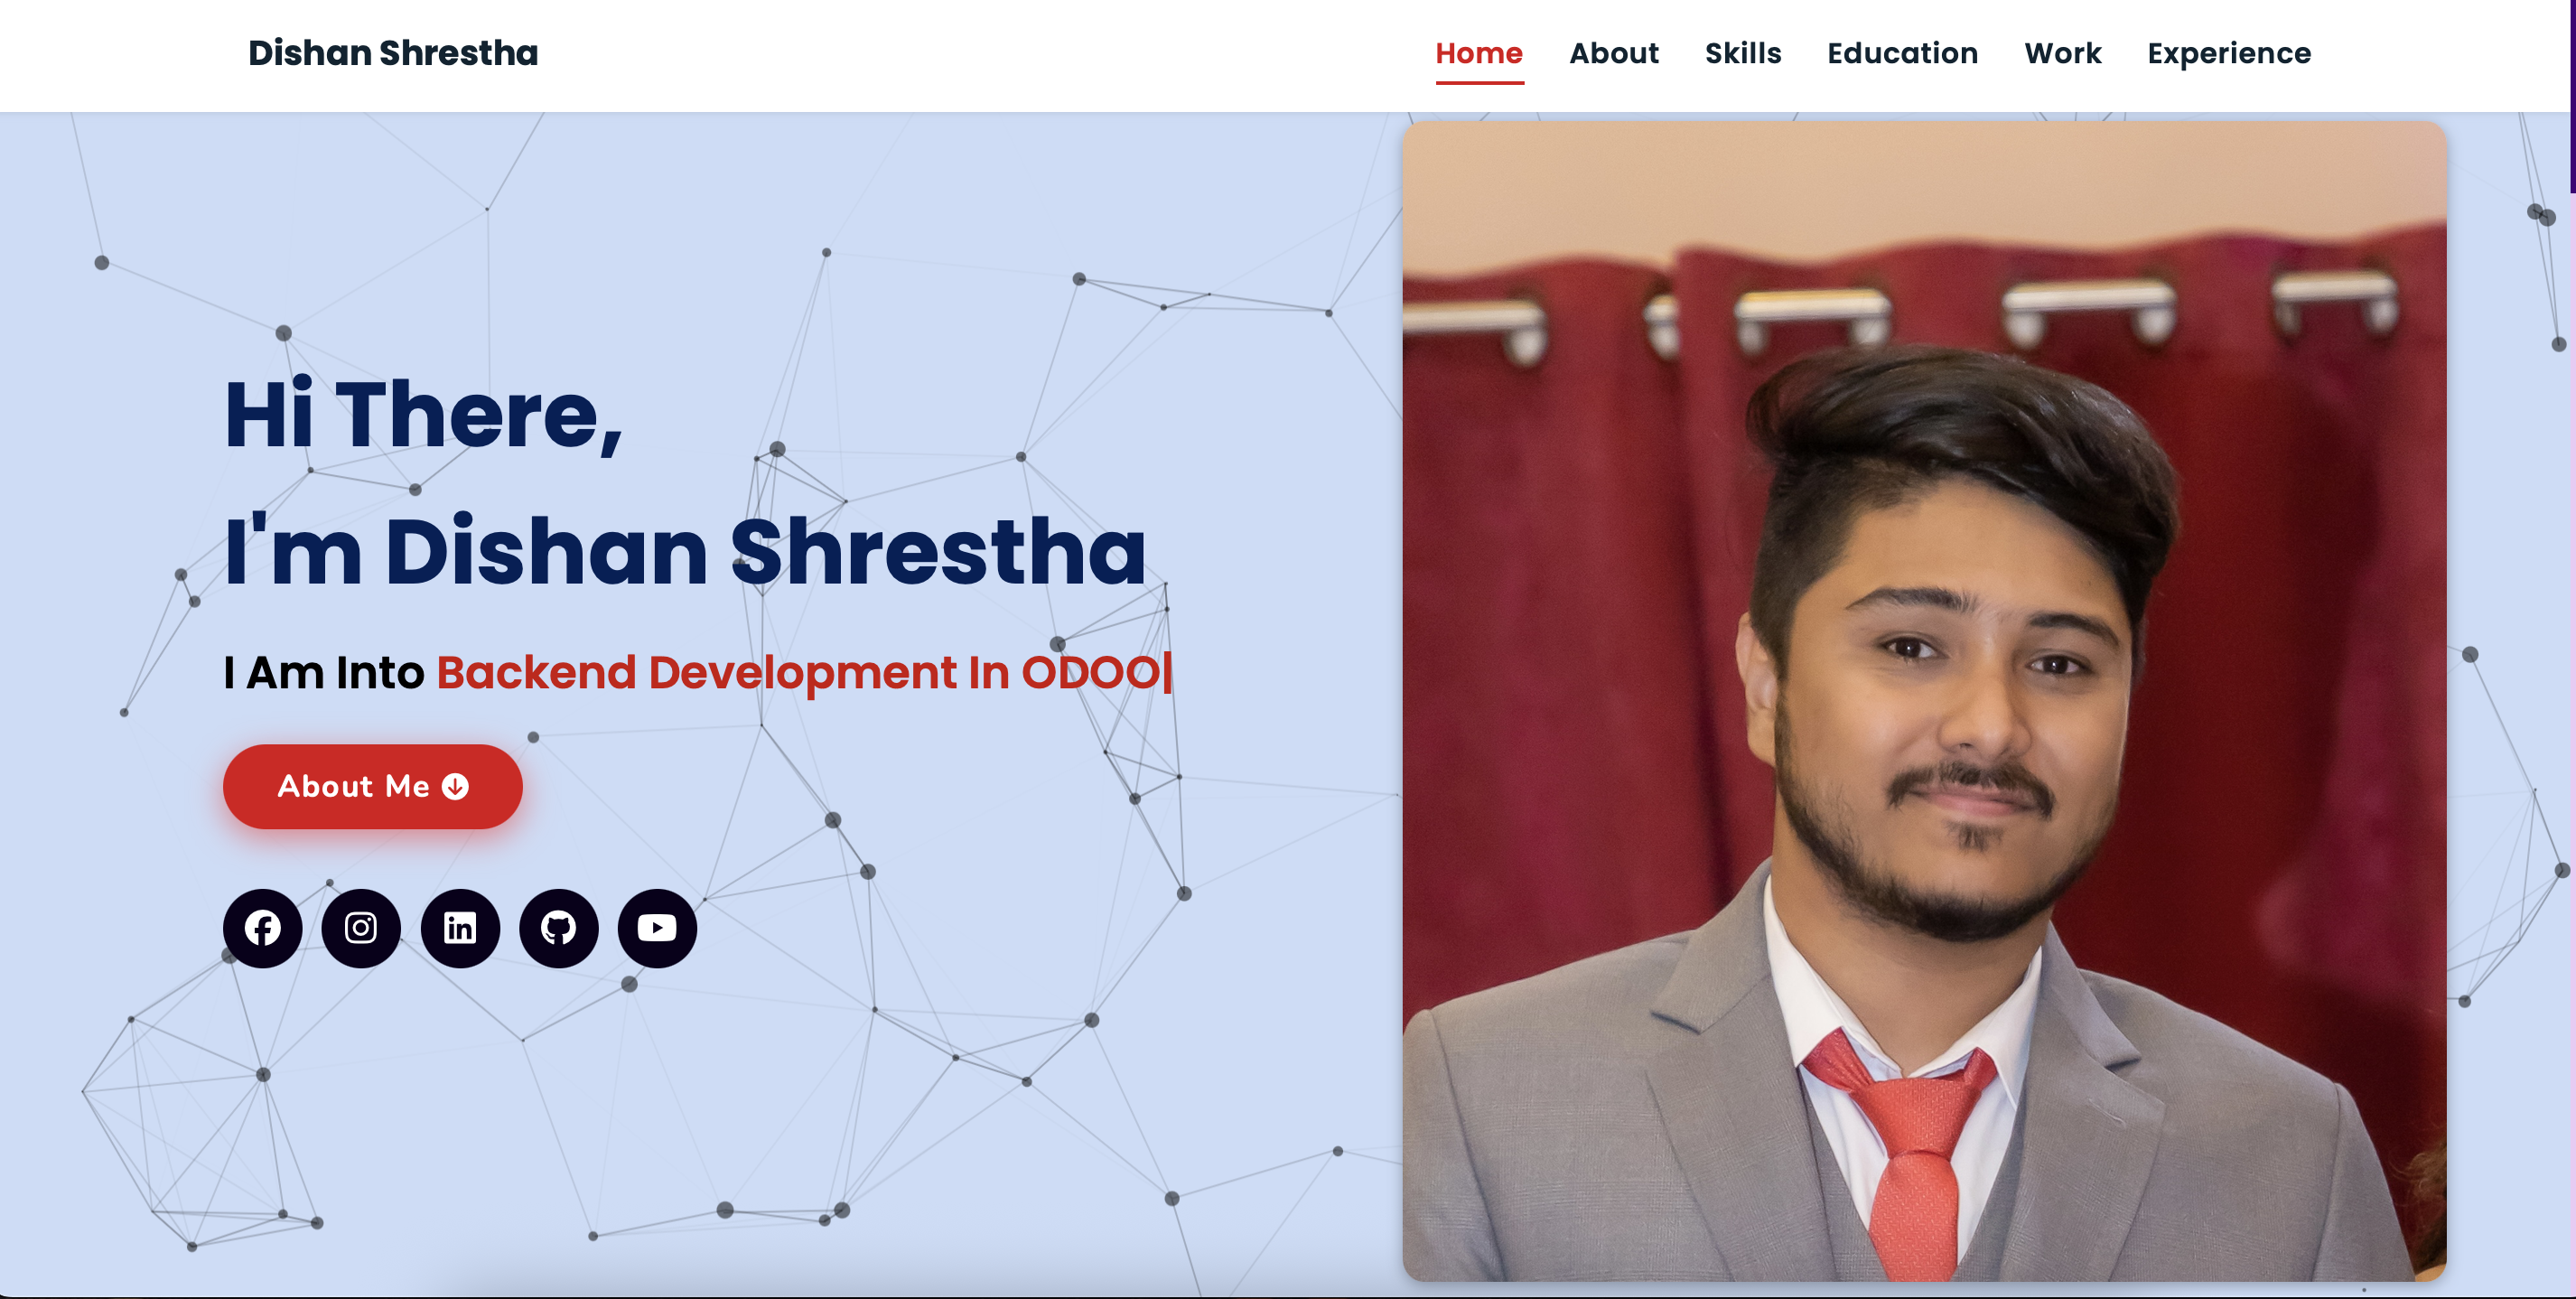 Dishan Shrestha
Home About Skills Education Work Experience
Hi There,
I'm Dishan Shrestha
I Am Into Backend Development In ODOO|
About Me